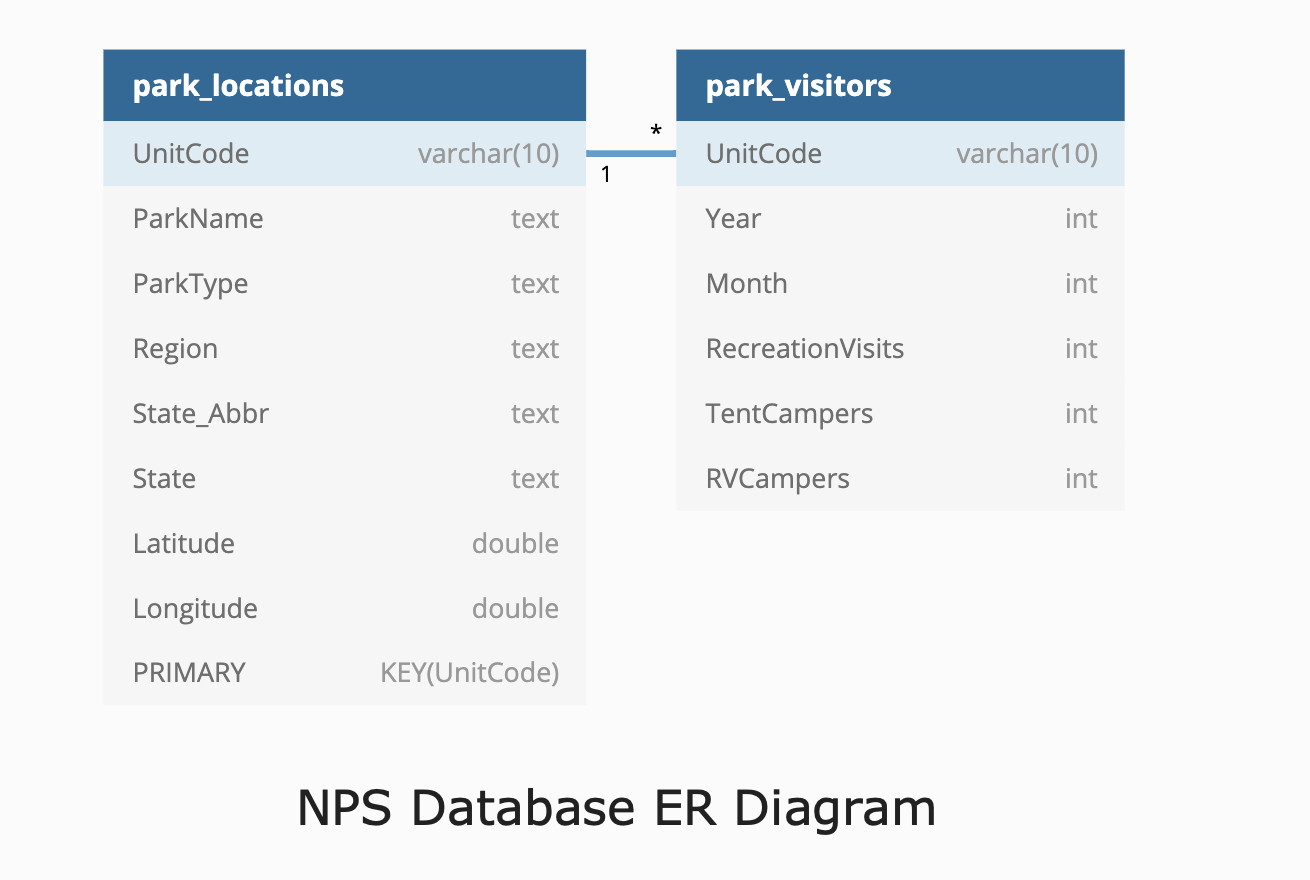 park_locations
UnitCode varchar(10)
ParkName text
ParkType text
Region text
State_Abbr text
State text
Latitude double
Longitude double
PRIMARY KEY(UnitCode)
1
*
park_visitors
UnitCode varchar(10)
Year int
Month int
RecreationVisits int
TentCampers int
RVCampers int
NPS Database ER Diagram